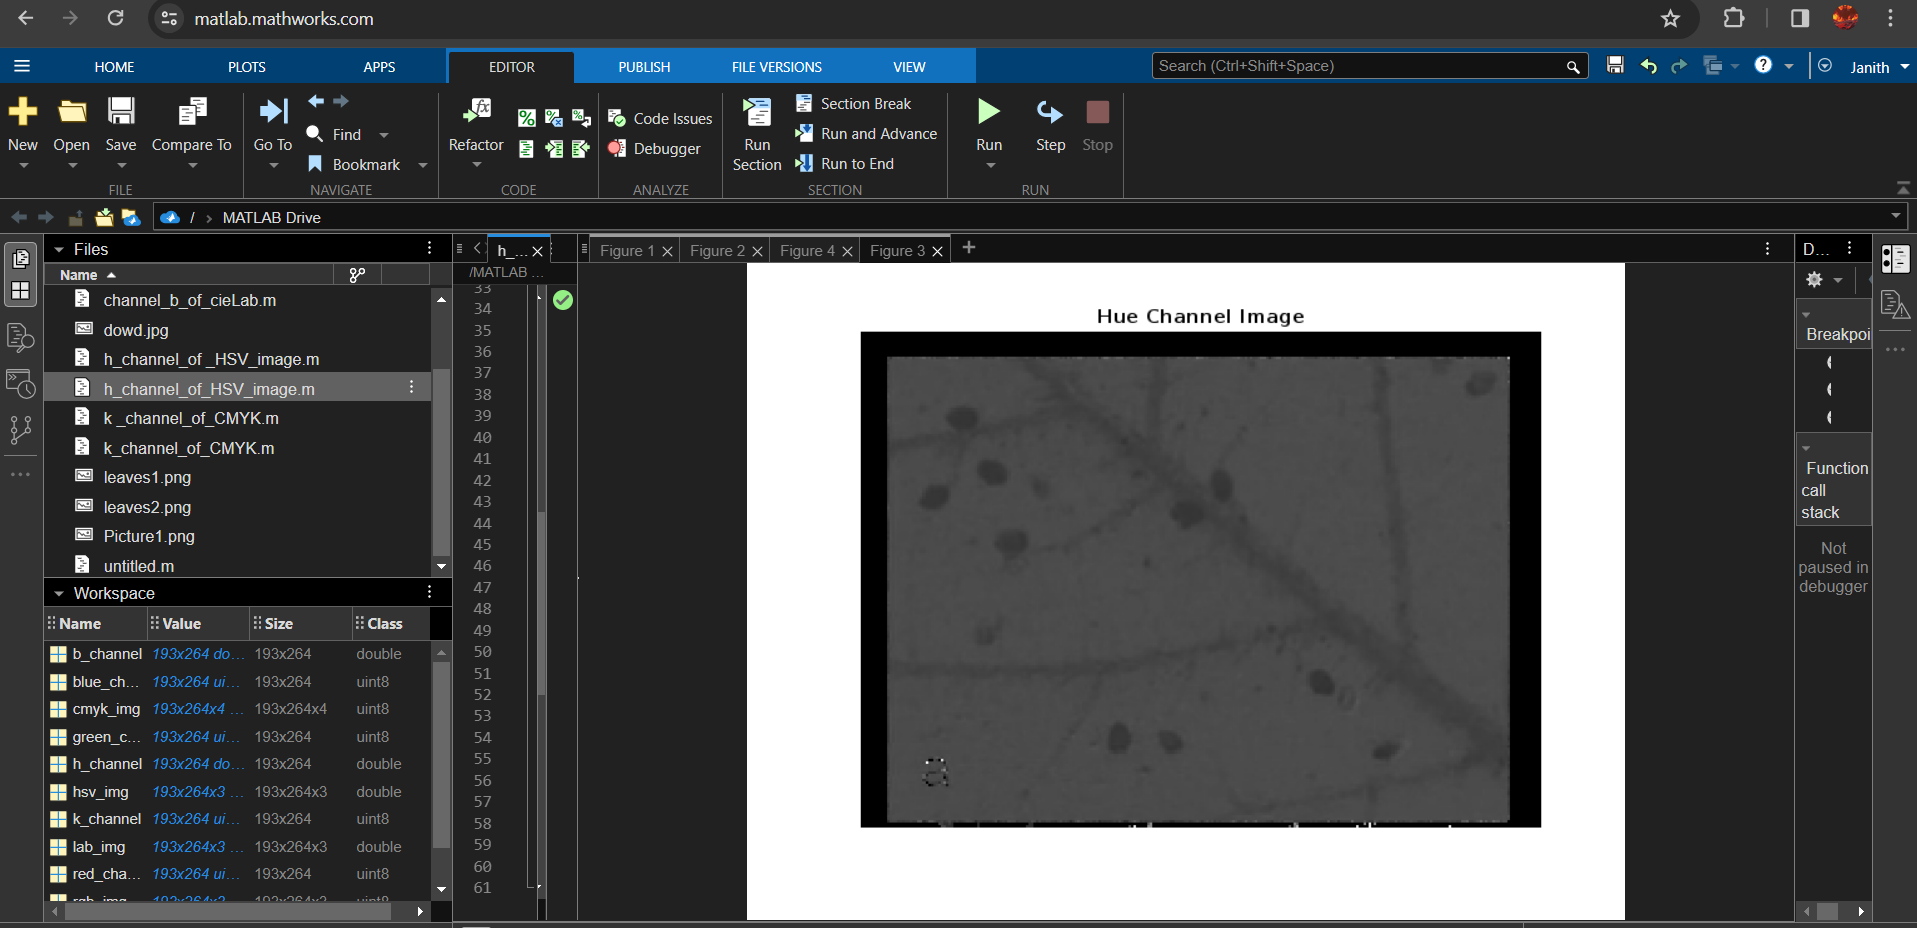 matlab.mathworks.com
HOME PLOTS APPS EDITOR PUBLISH FILE VERSIONS VIEW
Search (Ctrl+Shift+Space)
Janith
New Open Save Compare To
FILE
Go To Find Bookmark
NAVIGATE
Refactor
CODE
Code Issues
Debugger
ANALYZE
Run Section
Section Break
Run and Advance
Run to End
SECTION
Run Step Stop
RUN
/ › MATLAB Drive
Files
Name
channel_b_of_cieLab.m
dowd.jpg
h_channel_of _HSV_image.m
h_channel_of_HSV_image.m
k _channel_of_CMYK.m
k_channel_of_CMYK.m
leaves1.png
leaves2.png
Picture1.png
untitled.m
Workspace
Name Value Size Class
b_channel 193x264 do... 193x264 double
blue_ch... 193x264 ui... 193x264 uint8
cmyk_img 193x264x4 ... 193x264x4 uint8
green_c... 193x264 ui... 193x264 uint8
h_channel 193x264 do... 193x264 double
hsv_img 193x264x3 ... 193x264x3 double
k_channel 193x264 ui... 193x264 uint8
lab_img 193x264x3 ... 193x264x3 double
red_cha... 193x264 ui... 193x264 uint8
h_...
/MATLAB ...
33
34
35
36
37
38
39
40
41
42
43
44
45
46
47
48
49
50
51
52
53
54
55
56
57
58
59
60
61
Figure 1 Figure 2 Figure 4 Figure 3
Hue Channel Image
a
D...
Breakpoi
Function
call
stack
Not
paused in
debugger